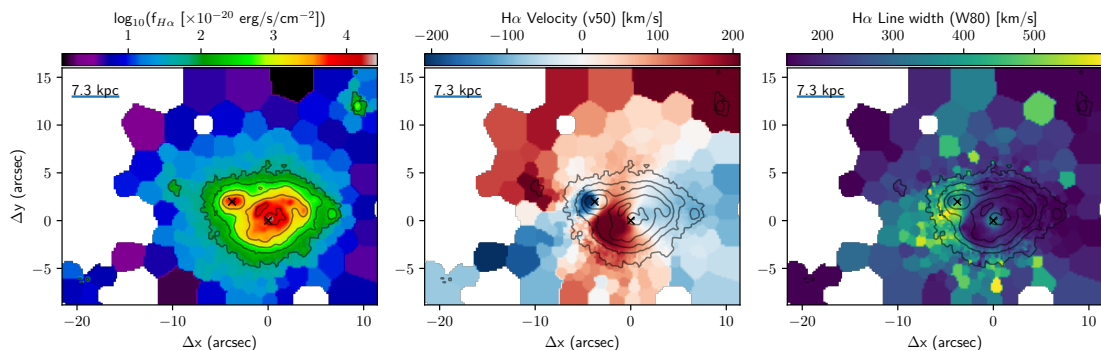 log₁₀(f_Hα [×10⁻²⁰ erg/s/cm⁻²])
1 2 3 4
7.3 kpc
15
10
5
0
−5
Δy (arcsec)
−20 −10 0 10
Δx (arcsec)
Hα Velocity (v50) [km/s]
−200 −100 0 100 200
7.3 kpc
−20 −10 0 10
Δx (arcsec)
Hα Line width (W80) [km/s]
200 300 400 500
7.3 kpc
−20 −10 0 10
Δx (arcsec)